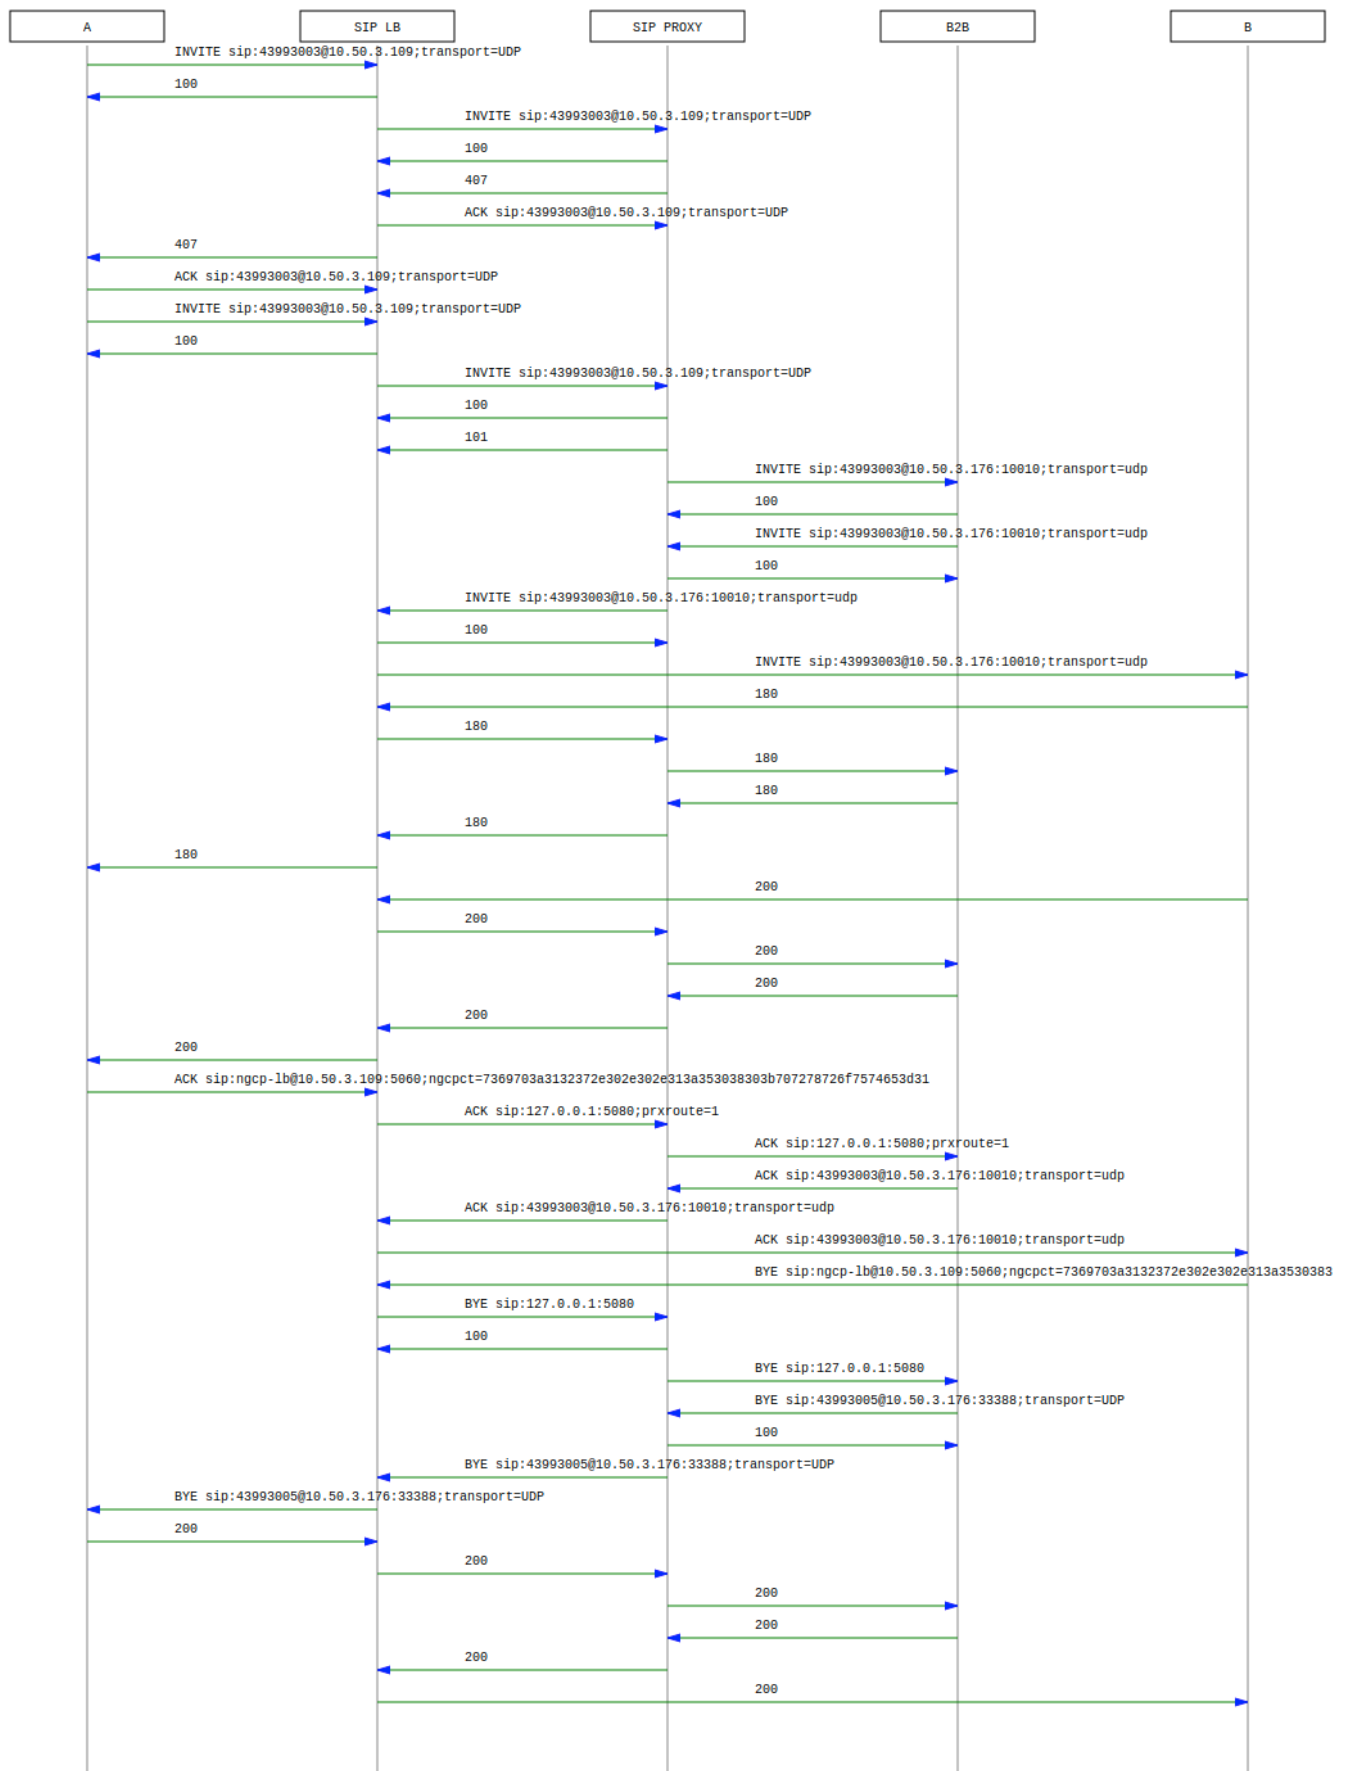 A
SIP LB
SIP PROXY
B2B
B
INVITE sip:43993003@10.50.3.109;transport=UDP
100
INVITE sip:43993003@10.50.3.109;transport=UDP
100
407
ACK sip:43993003@10.50.3.109;transport=UDP
407
ACK sip:43993003@10.50.3.109;transport=UDP
INVITE sip:43993003@10.50.3.109;transport=UDP
100
INVITE sip:43993003@10.50.3.109;transport=UDP
100
101
INVITE sip:43993003@10.50.3.176:10010;transport=udp
100
INVITE sip:43993003@10.50.3.176:10010;transport=udp
100
INVITE sip:43993003@10.50.3.176:10010;transport=udp
100
INVITE sip:43993003@10.50.3.176:10010;transport=udp
180
180
180
180
180
180
200
200
200
200
200
200
ACK sip:ngcp-lb@10.50.3.109:5060;ngcpct=7369703a3132372e302e302e313a353038303b707278726f7574653d31
ACK sip:127.0.0.1:5080;prxroute=1
ACK sip:127.0.0.1:5080;prxroute=1
ACK sip:43993003@10.50.3.176:10010;transport=udp
ACK sip:43993003@10.50.3.176:10010;transport=udp
ACK sip:43993003@10.50.3.176:10010;transport=udp
BYE sip:ngcp-lb@10.50.3.109:5060;ngcpct=7369703a3132372e302e302e313a3530383
BYE sip:127.0.0.1:5080
100
BYE sip:127.0.0.1:5080
BYE sip:43993005@10.50.3.176:33388;transport=UDP
100
BYE sip:43993005@10.50.3.176:33388;transport=UDP
BYE sip:43993005@10.50.3.176:33388;transport=UDP
200
200
200
200
200
200